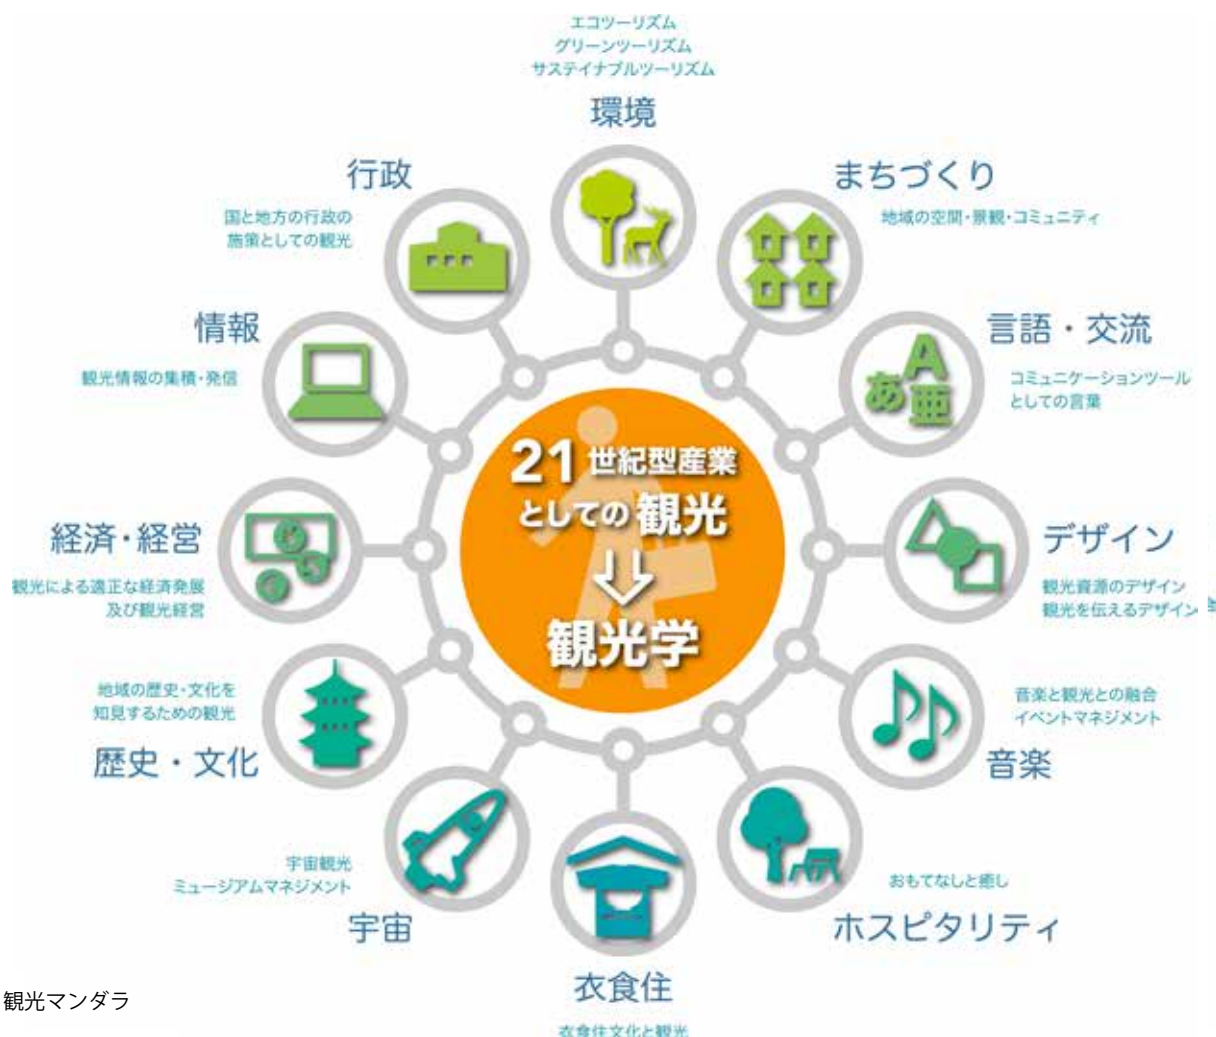 エコツーリズム
グリーンツーリズム
サステイナブルツーリズム
環境
まちづくり
地域の空間・景観・コミュニティ
言語・交流
コミュニケーションツール
としての言葉
A
あ亜
デザイン
観光資源のデザイン
観光を伝えるデザイン
音楽と観光との融合
イベントマネジメント
音楽
おもてなしと癒し
ホスピタリティ
衣食住
衣食住文化と観光
宇宙観光
ミュージアムマネジメント
宇宙
地域の歴史・文化を
知見するための観光
歴史・文化
経済・経営
観光による適正な経済発展
及び観光経営
情報
観光情報の集積・発信
行政
国と地方の行政の
施策としての観光
21世紀型産業
としての観光
観光学
観光マンダラ